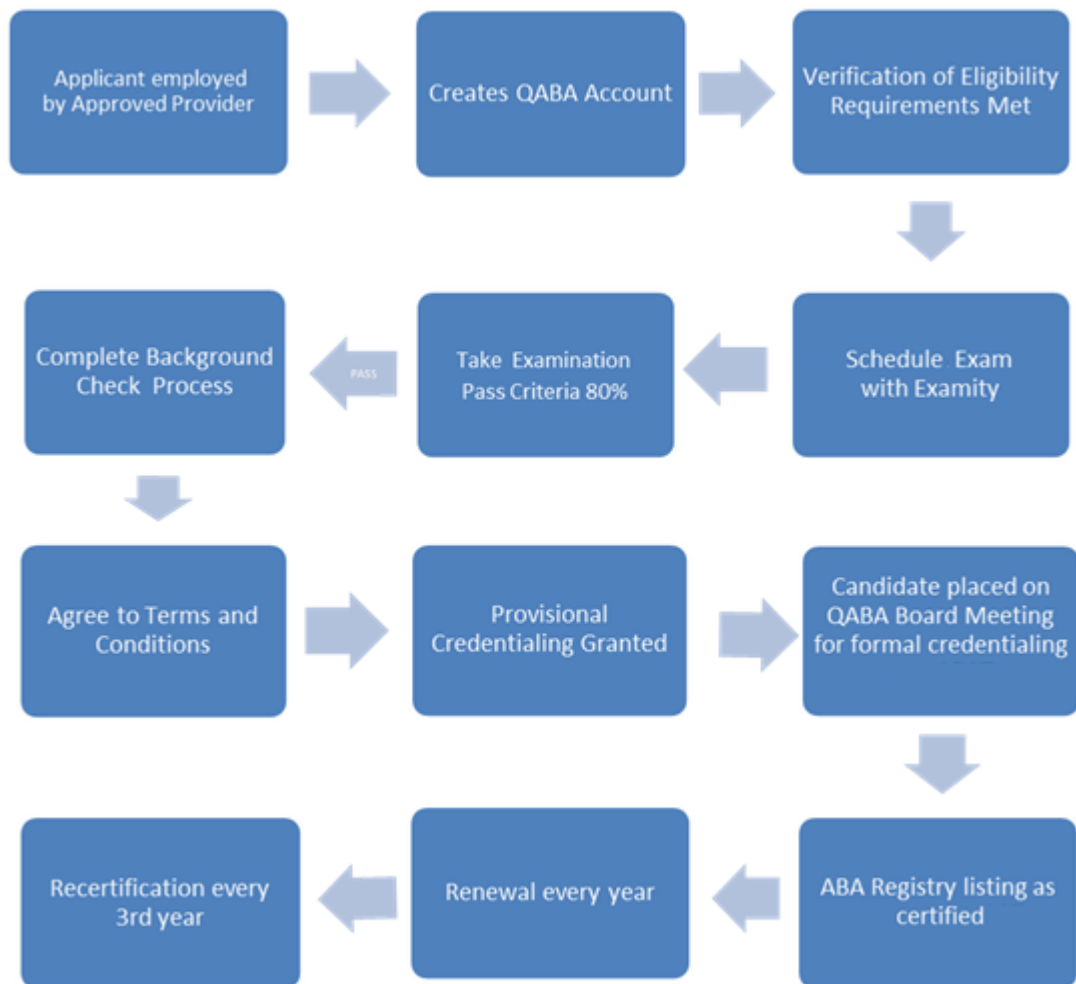 Applicant employed
by Approved Provider
Creates QABA Account
Verification of Eligibility
Requirements Met
Schedule Exam
with Examity
Take Examination
Pass Criteria 80%
PASS
Complete Background
Check Process
Agree to Terms and
Conditions
Provisional
Credentialing Granted
Candidate placed on
QABA Board Meeting
for formal credentialing
ABA Registry listing as
certified
Renewal every year
Recertification every
3rd year